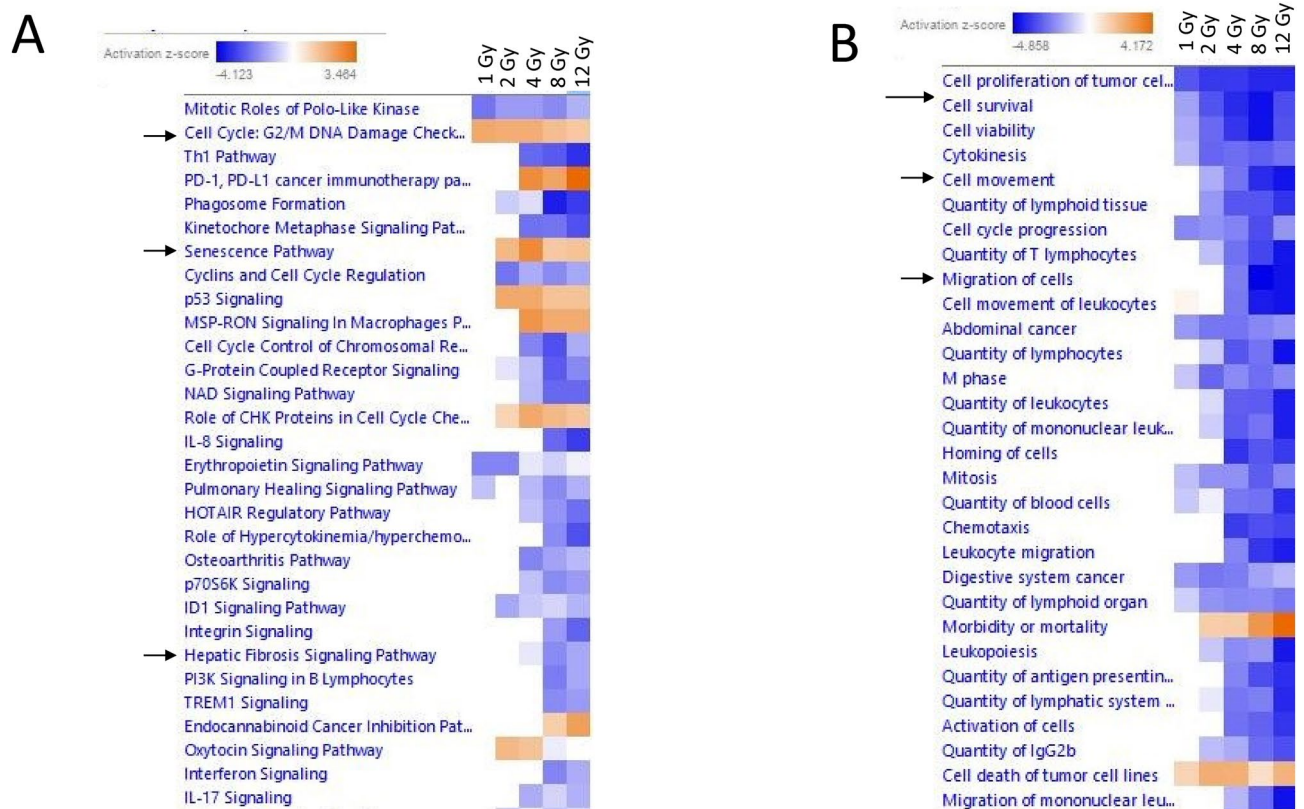 A
Activation z-score
-4.123 3.464
1 Gy
2 Gy
4 Gy
8 Gy
12 Gy
Mitotic Roles of Polo-Like Kinase
Cell Cycle: G2/M DNA Damage Check...
Th1 Pathway
PD-1, PD-L1 cancer immunotherapy pa...
Phagosome Formation
Kinetochore Metaphase Signaling Pat...
Senescence Pathway
Cyclins and Cell Cycle Regulation
p53 Signaling
MSP-RON Signaling In Macrophages P...
Cell Cycle Control of Chromosomal Re...
G-Protein Coupled Receptor Signaling
NAD Signaling Pathway
Role of CHK Proteins in Cell Cycle Che...
IL-8 Signaling
Erythropoietin Signaling Pathway
Pulmonary Healing Signaling Pathway
HOTAIR Regulatory Pathway
Role of Hypercytokinemia/hyperchemo...
Osteoarthritis Pathway
p70S6K Signaling
ID1 Signaling Pathway
Integrin Signaling
Hepatic Fibrosis Signaling Pathway
PI3K Signaling in B Lymphocytes
TREM1 Signaling
Endocannabinoid Cancer Inhibition Pat...
Oxytocin Signaling Pathway
Interferon Signaling
IL-17 Signaling
B
Activation z-score
-4.858 4.172
1 Gy
2 Gy
4 Gy
8 Gy
12 Gy
Cell proliferation of tumor cel...
Cell survival
Cell viability
Cytokinesis
Cell movement
Quantity of lymphoid tissue
Cell cycle progression
Quantity of T lymphocytes
Migration of cells
Cell movement of leukocytes
Abdominal cancer
Quantity of lymphocytes
M phase
Quantity of leukocytes
Quantity of mononuclear leuk...
Homing of cells
Mitosis
Quantity of blood cells
Chemotaxis
Leukocyte migration
Digestive system cancer
Quantity of lymphoid organ
Morbidity or mortality
Leukopoiesis
Quantity of antigen presentin...
Quantity of lymphatic system ...
Activation of cells
Quantity of IgG2b
Cell death of tumor cell lines
Migration of mononuclear leu...